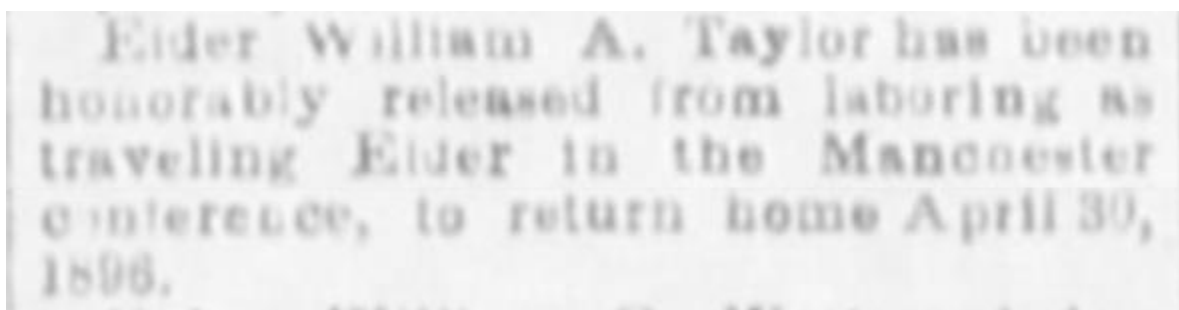 Elder William A. Taylor has been
honorably released from laboring as
traveling Elder in the Manchester
conference, to return home April 30,
1896.